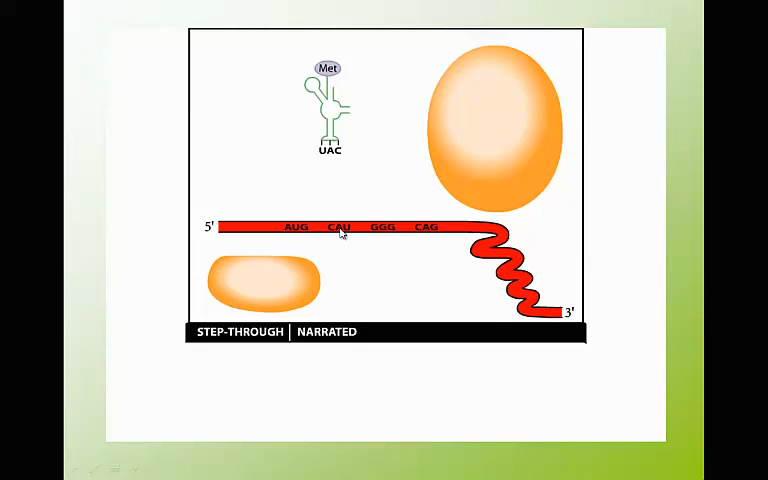 Met
UAC
5' AUG CAU GGG CAG
3'
STEP-THROUGH | NARRATED